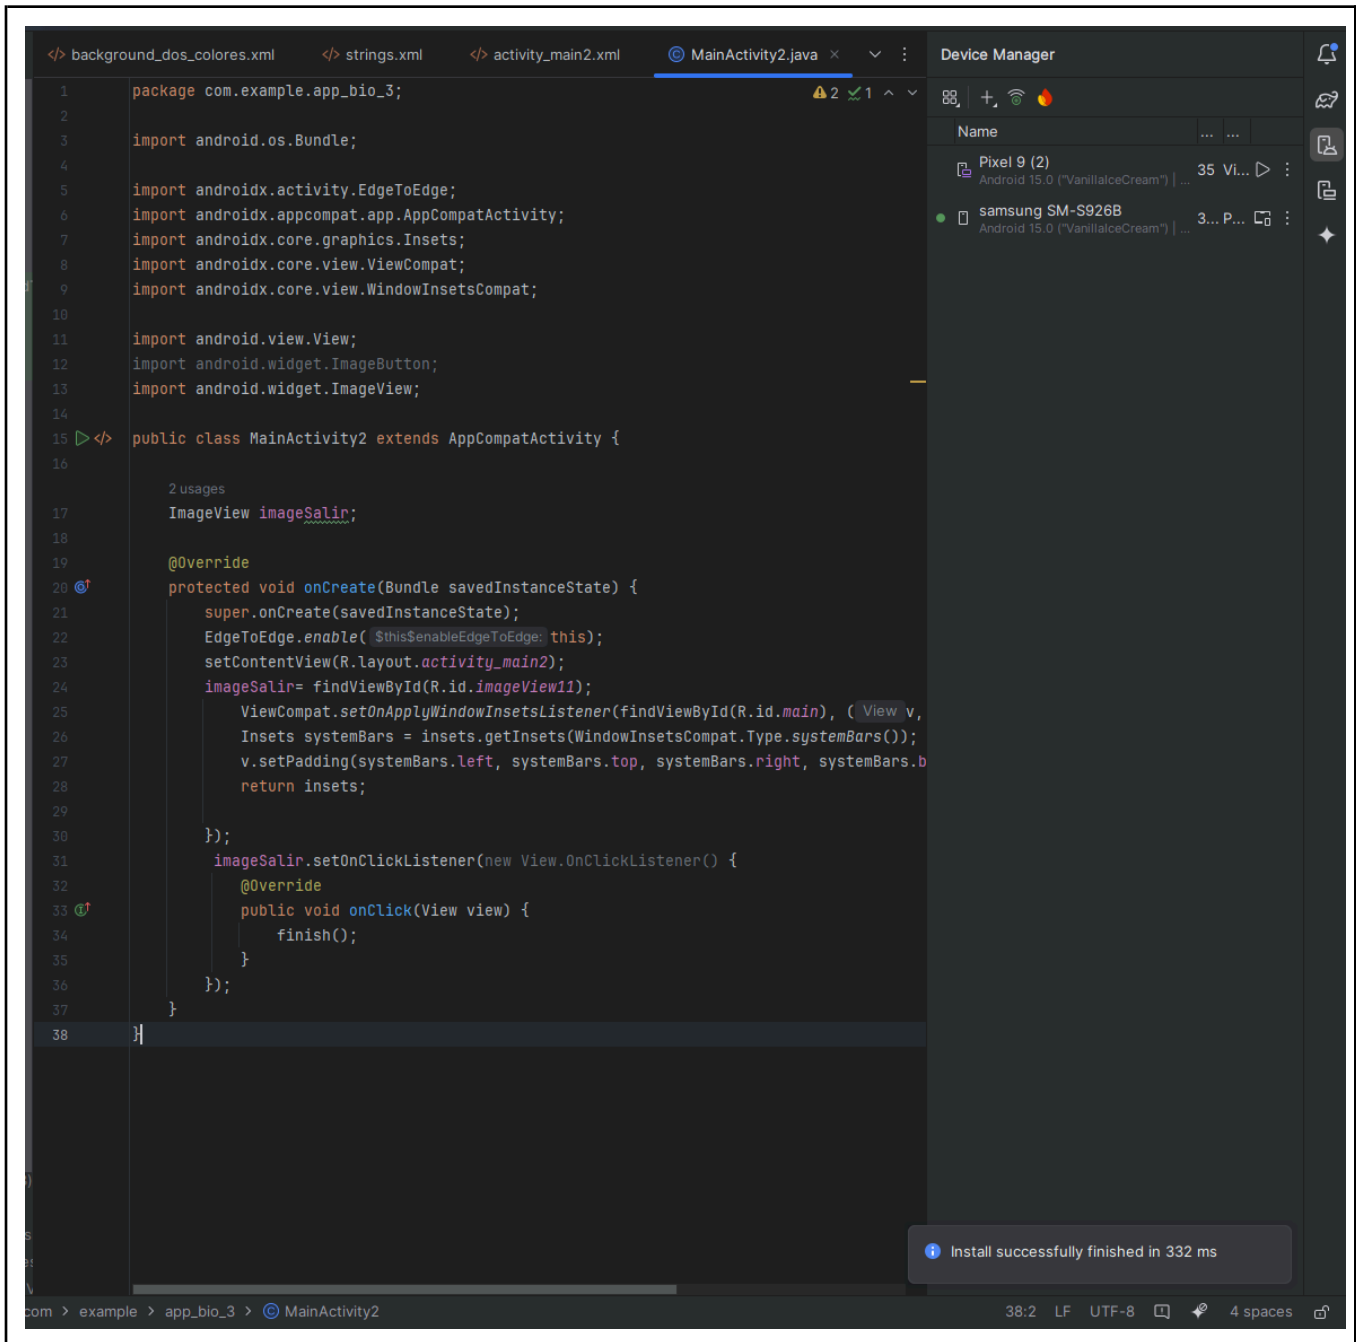 background_dos_colores.xml strings.xml activity_main2.xml MainActivity2.java Device Manager
1 package com.example.app_bio_3; 2 1
2
3 import android.os.Bundle;
4
5 import androidx.activity.EdgeToEdge;
6 import androidx.appcompat.app.AppCompatActivity;
7 import androidx.core.graphics.Insets;
8 import androidx.core.view.ViewCompat;
9 import androidx.core.view.WindowInsetsCompat;
10
11 import android.view.View;
12 import android.widget.ImageButton;
13 import android.widget.ImageView;
14
15 public class MainActivity2 extends AppCompatActivity {
16
2 usages
17 ImageView imageSalir;
18
19 @Override
20 protected void onCreate(Bundle savedInstanceState) {
21 super.onCreate(savedInstanceState);
22 EdgeToEdge.enable( $this$enableEdgeToEdge: this);
23 setContentView(R.layout.activity_main2);
24 imageSalir= findViewById(R.id.imageView11);
25 ViewCompat.setOnApplyWindowInsetsListener(findViewById(R.id.main), ( View v,
26 Insets systemBars = insets.getInsets(WindowInsetsCompat.Type.systemBars());
27 v.setPadding(systemBars.left, systemBars.top, systemBars.right, systemBars.b
28 return insets;
29
30 });
31 imageSalir.setOnClickListener(new View.OnClickListener() {
32 @Override
33 public void onClick(View view) {
34 finish();
35 }
36 });
37 }
38 }
Name ... ...
Pixel 9 (2) 35 Vi...
Android 15.0 ("VanillaIceCream") | ...
samsung SM-S926B 3... P...
Android 15.0 ("VanillaIceCream") | ...
Install successfully finished in 332 ms
com > example > app_bio_3 > MainActivity2 38:2 LF UTF-8 4 spaces